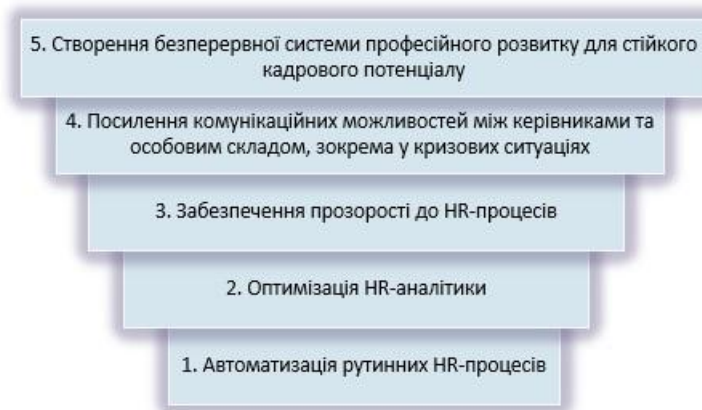 5. Створення безперервної системи професійного розвитку для стійкого
кадрового потенціалу
4. Посилення комунікаційних можливостей між керівниками та
особовим складом, зокрема у кризових ситуаціях
3. Забезпечення прозорості до HR-процесів
2. Оптимізація HR-аналітики
1. Автоматизація рутинних HR-процесів